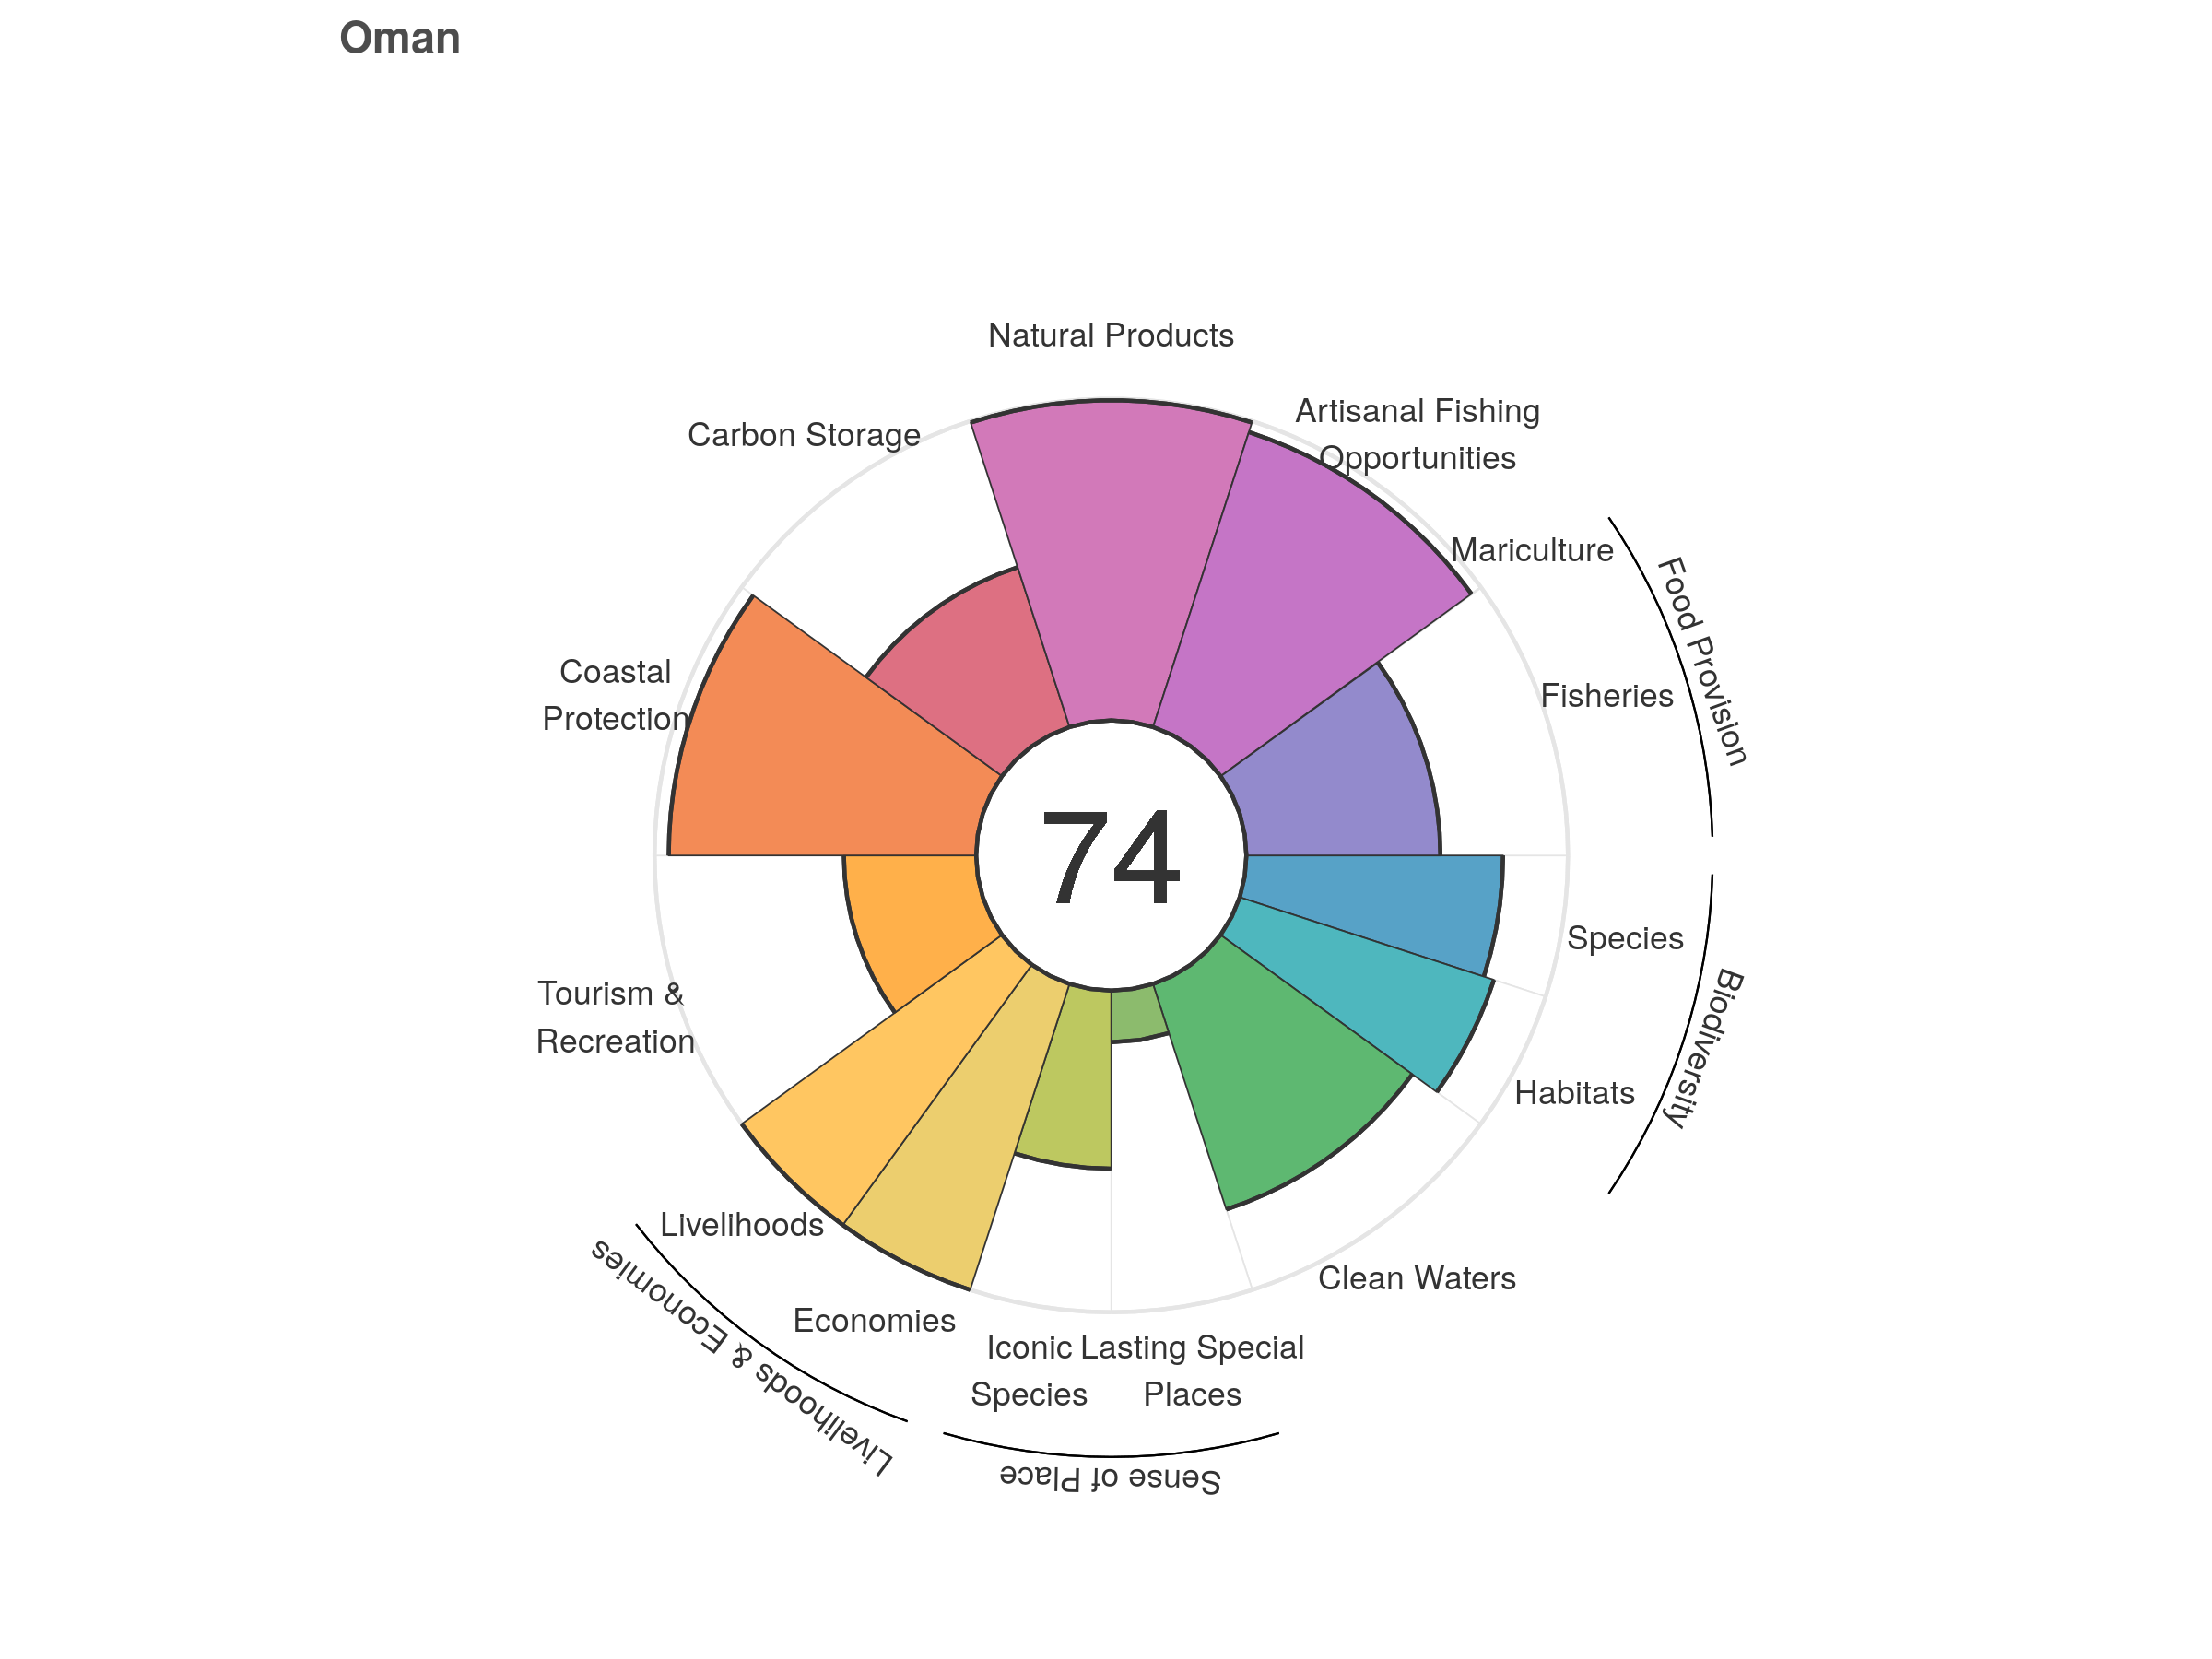 Oman
Natural Products
Artisanal Fishing
Opportunities
Carbon Storage
Mariculture
Food Provision
Fisheries
Coastal
Protection
74
Species
Biodiversity
Tourism &
Recreation
Habitats
Livelihoods
Clean Waters
Livelihoods & Economies
Economies
Iconic
Species
Lasting Special
Places
Sense of Place